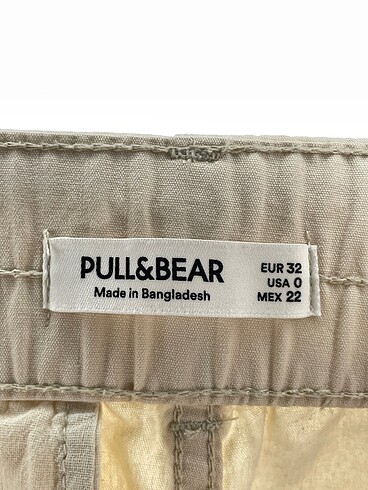 PULL&BEAR
Made in Bangladesh
EUR 32
USA 0
MEX 22